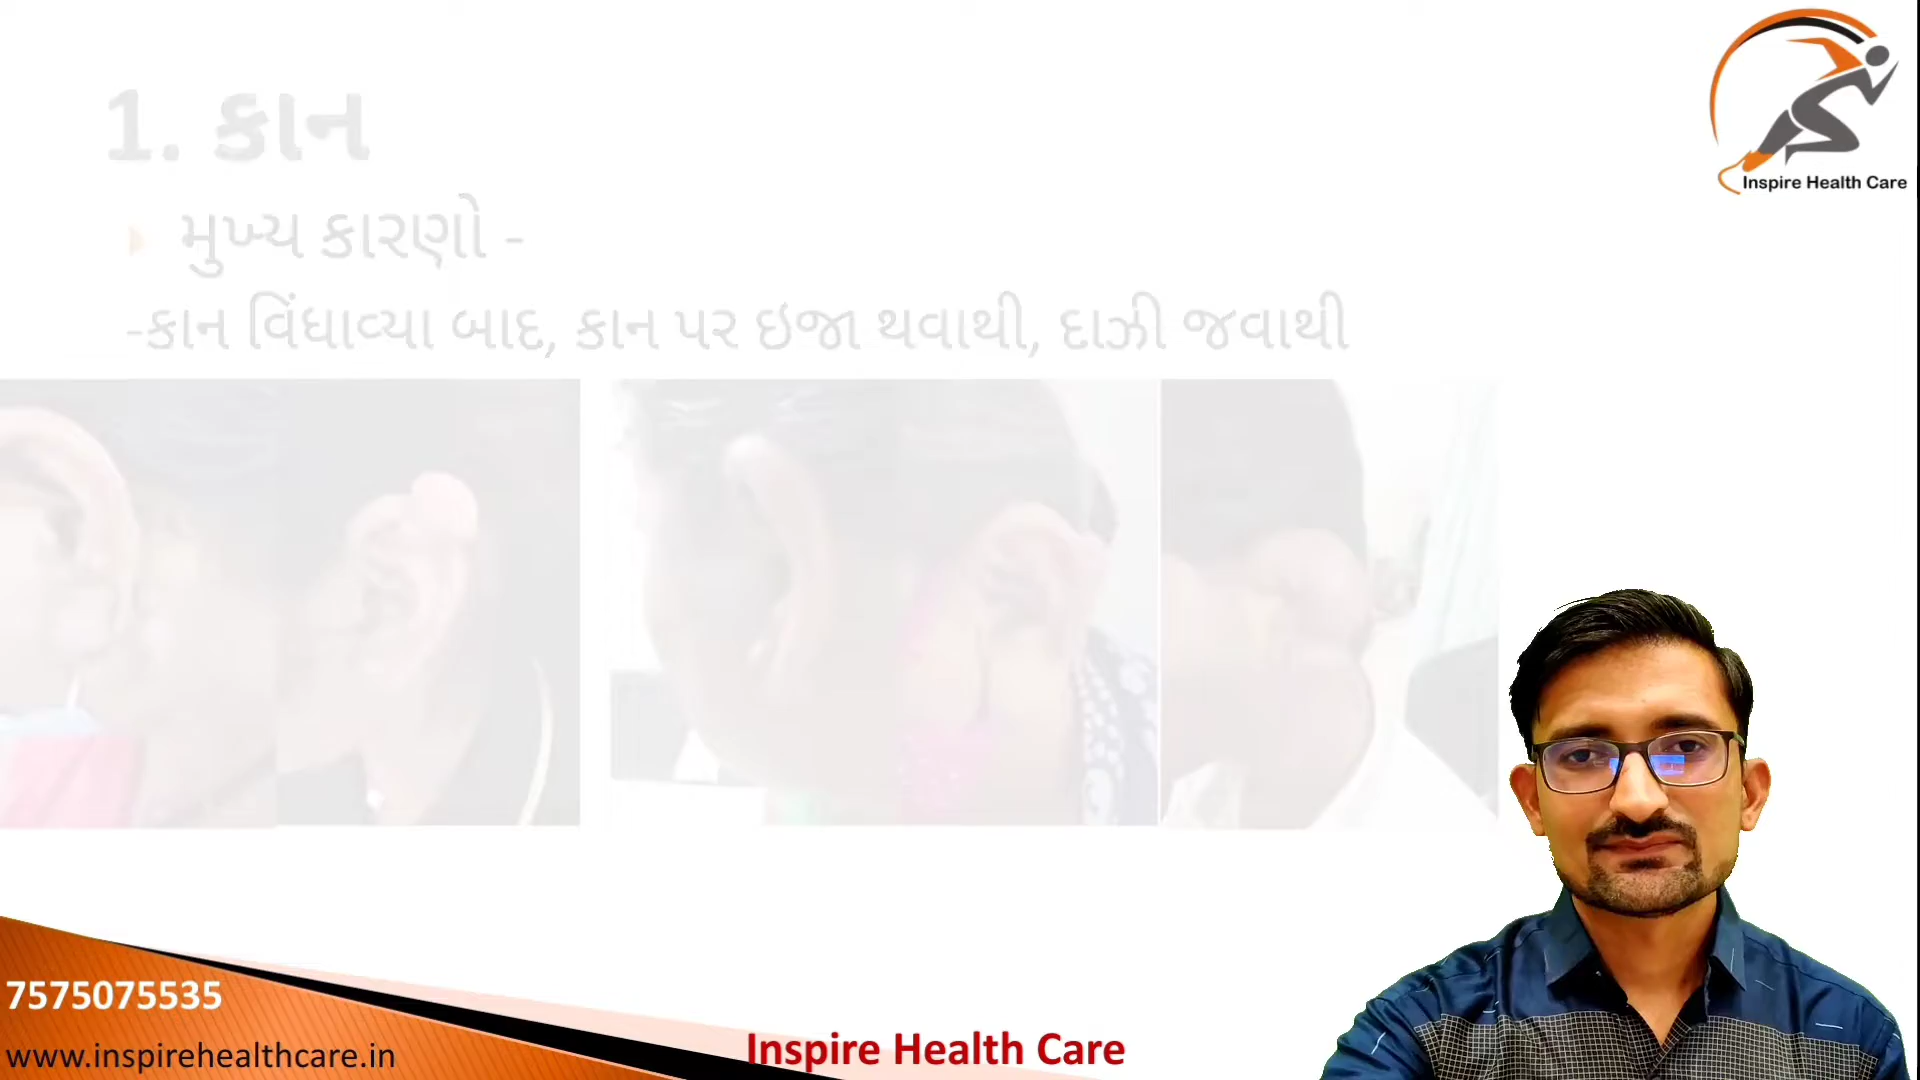 1. કાન
મુખ્ય કારણો -
-કાન વિંધાવ્યા બાદ, કાન પર ઇજા થવાથી, દાઝી જવાથી
Inspire Health Care
7575075535
www.inspirehealthcare.in
Inspire Health Care